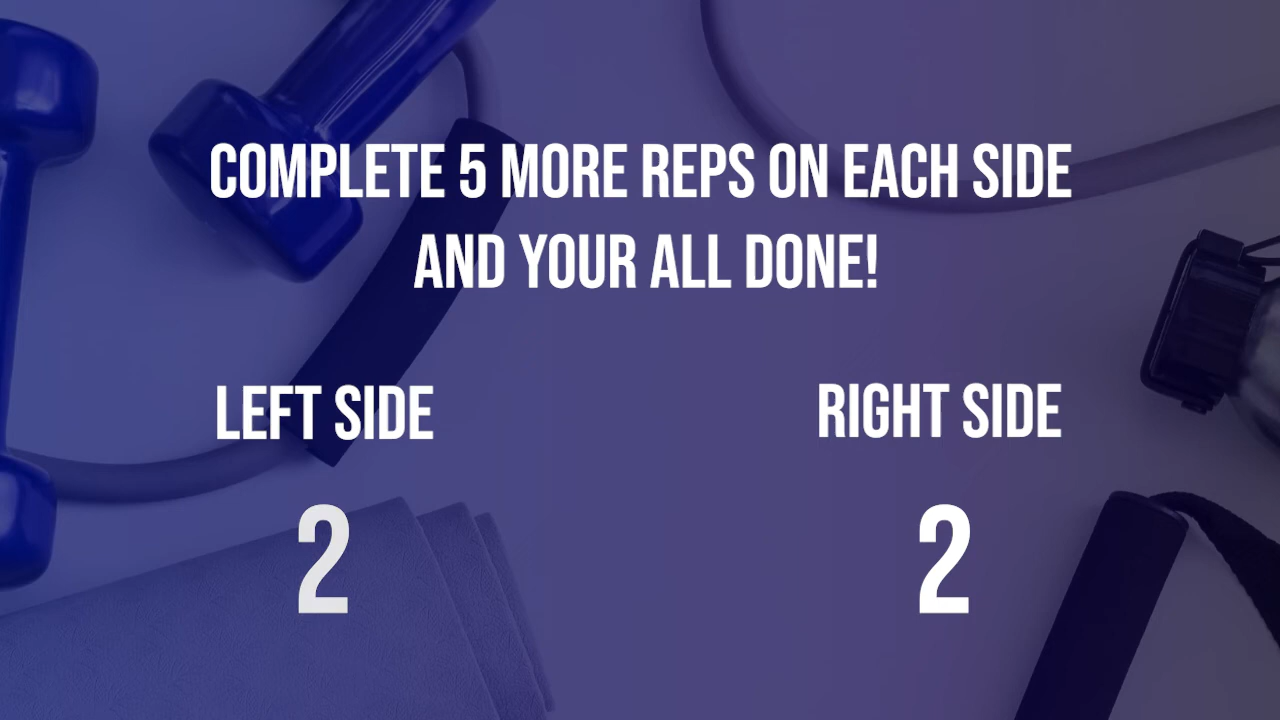 COMPLETE 5 MORE REPS ON EACH SIDE
AND YOUR ALL DONE!
LEFT SIDE
RIGHT SIDE
2
2